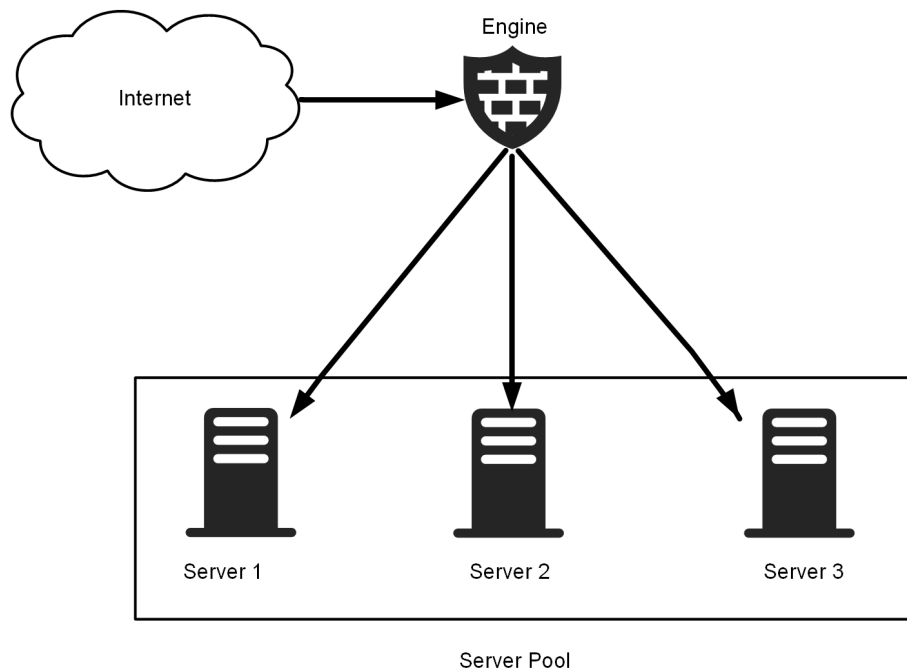 Engine
Internet
Server 1
Server 2
Server 3
Server Pool